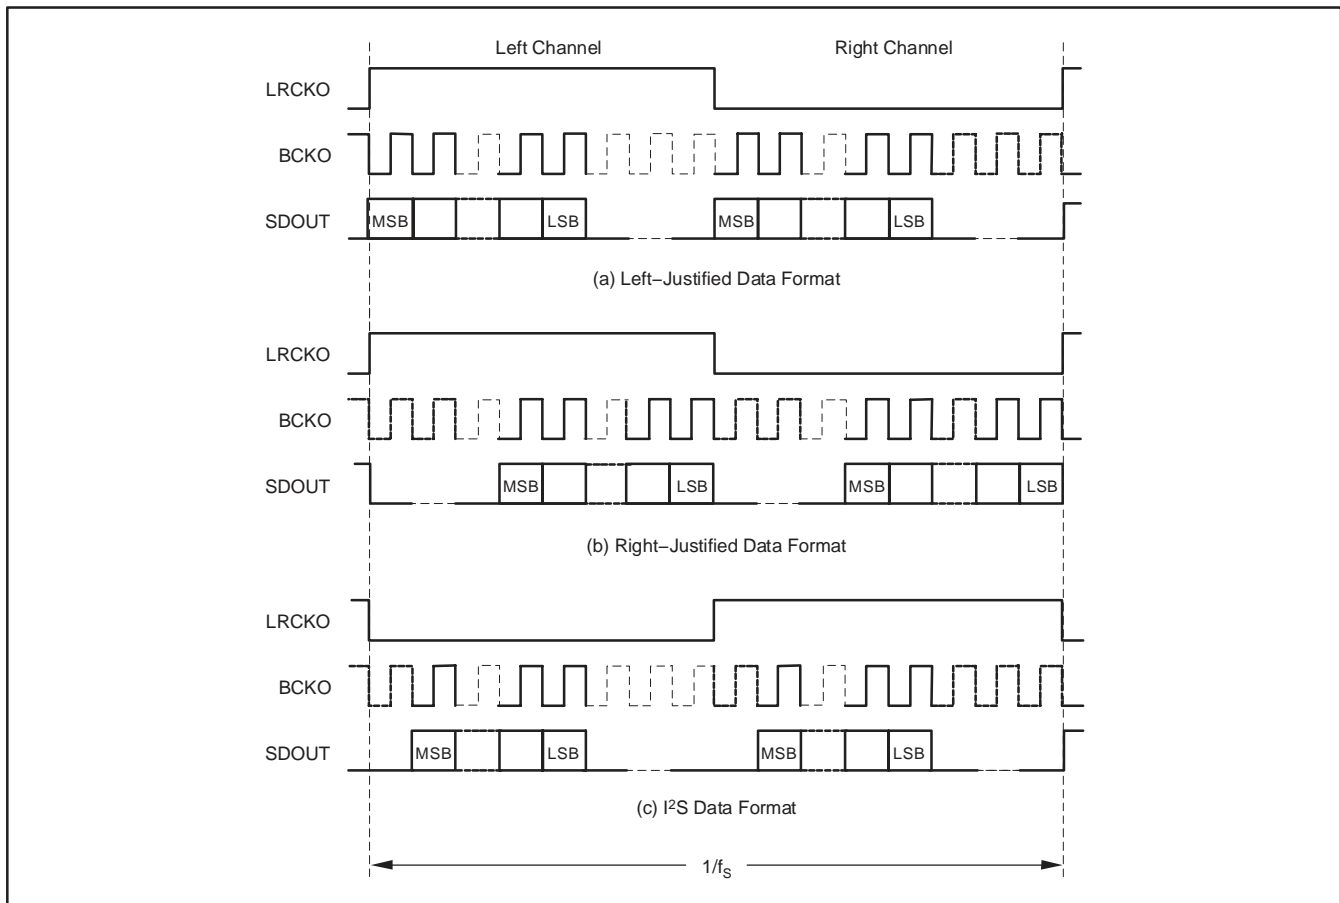 Left Channel Right Channel
LRCKO
BCKO
SDOUT MSB LSB MSB LSB
(a) Left−Justified Data Format
LRCKO
BCKO
SDOUT MSB LSB MSB LSB
(b) Right−Justified Data Format
LRCKO
BCKO
SDOUT MSB LSB MSB LSB
(c) I²S Data Format
1/fS